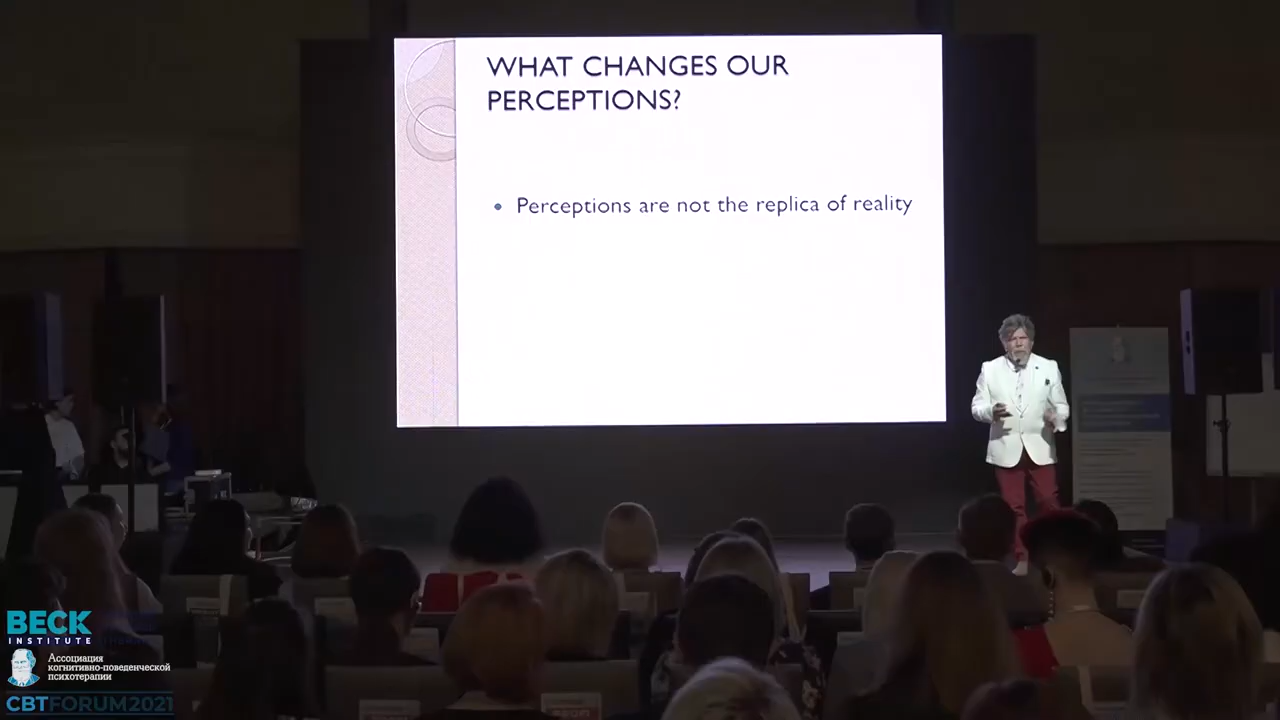 WHAT CHANGES OUR
PERCEPTIONS?
• Perceptions are not the replica of reality
BECK
INSTITUTE
Ассоциация
когнитивно-поведенческой
психотерапии
CBTFORUM2021